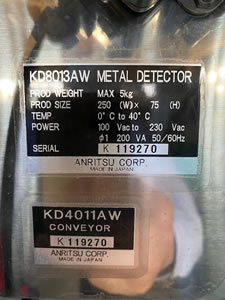 KD8013AW METAL DETECTOR
PROD WEIGHT MAX 5kg
PROD SIZE 250 (W)× 75 (H)
TEMP 0° C to 40° C
POWER 100 Vac to 230 Vac
φ1 200 VA 50/60Hz
SERIAL K 119270
ANRITSU CORP.
MADE IN JAPAN
KD4011AW
CONVEYOR
K 119270
ANRITSU CORP.
MADE IN JAPAN